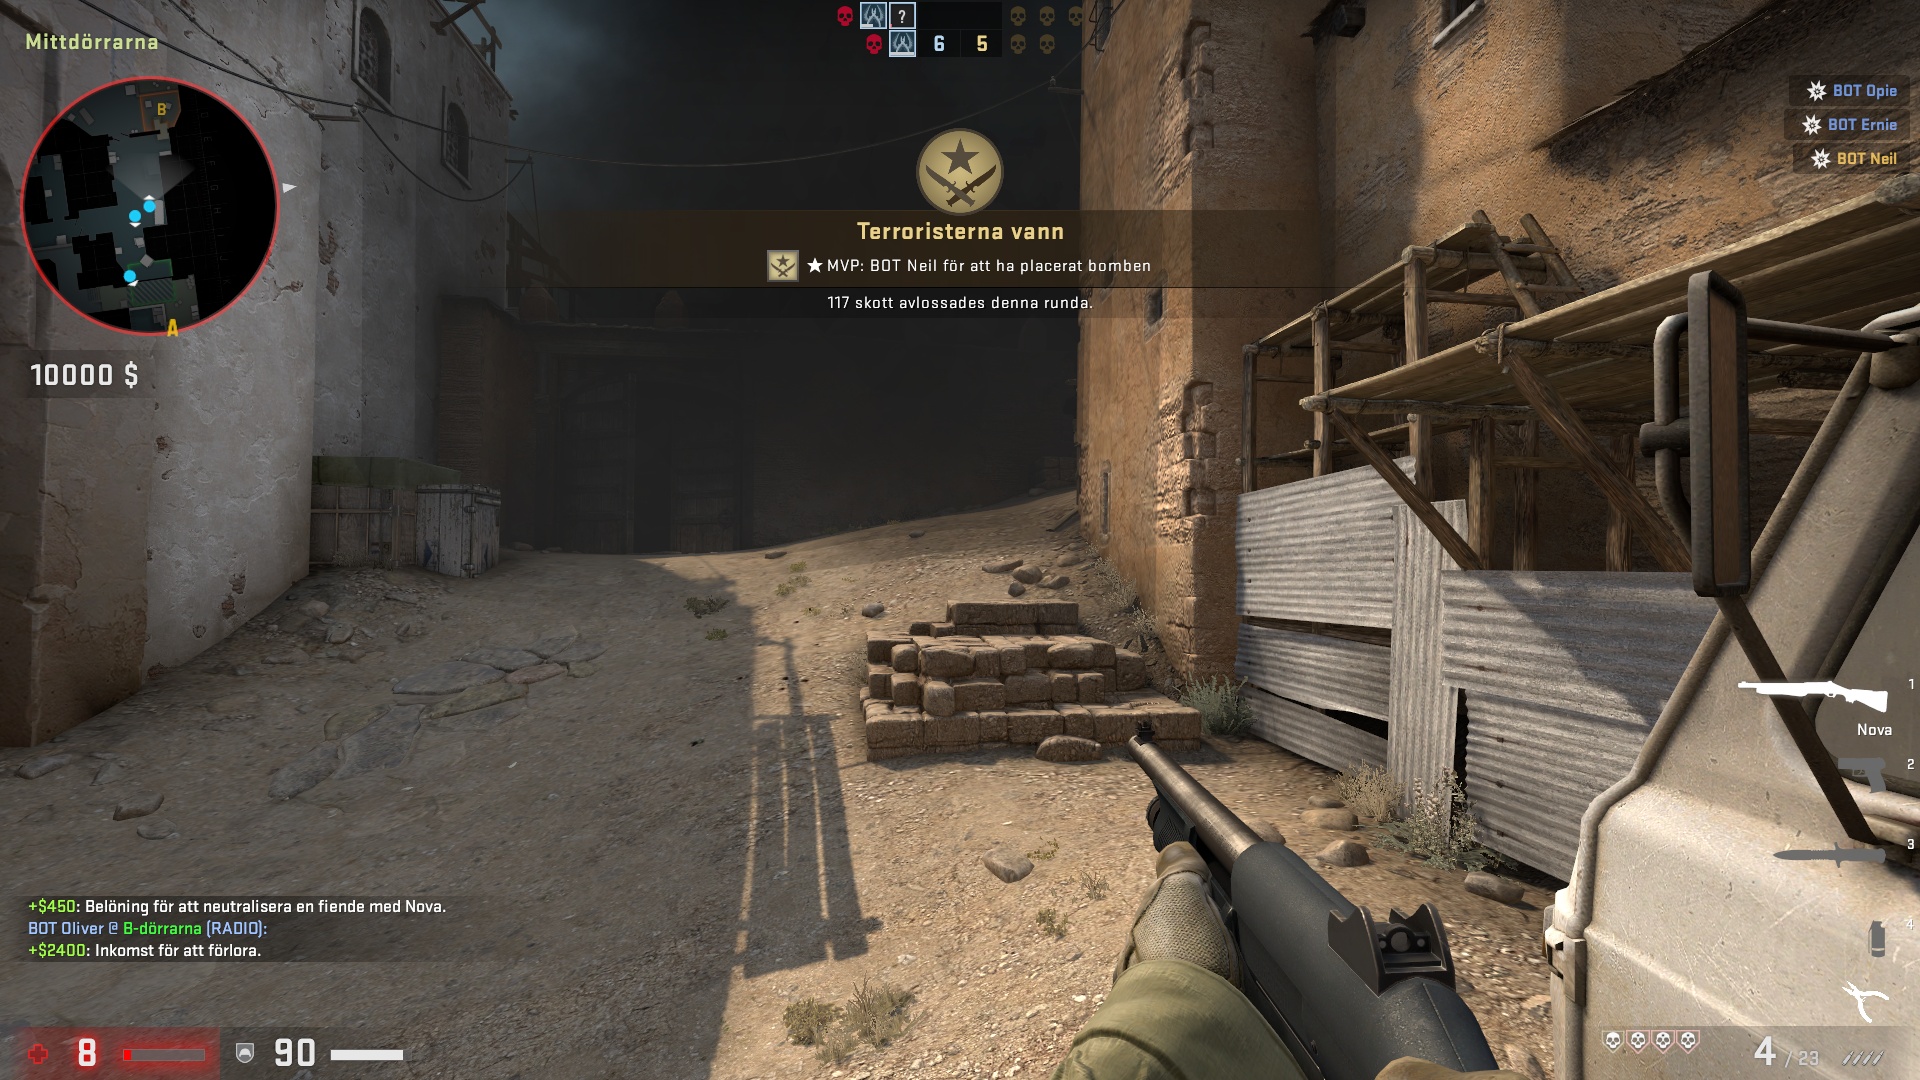 Mittdörrarna
?
6 5
B
A
10000 $
BOT Opie
BOT Ernie
BOT Neil
Terroristerna vann
MVP: BOT Neil för att ha placerat bomben
117 skott avlossades denna runda.
1
Nova
2
3
4
+$450: Belöning för att neutralisera en fiende med Nova.
BOT Oliver @ B-dörrarna (RADIO):
+$2400: Inkomst för att förlora.
8 90
4 / 23